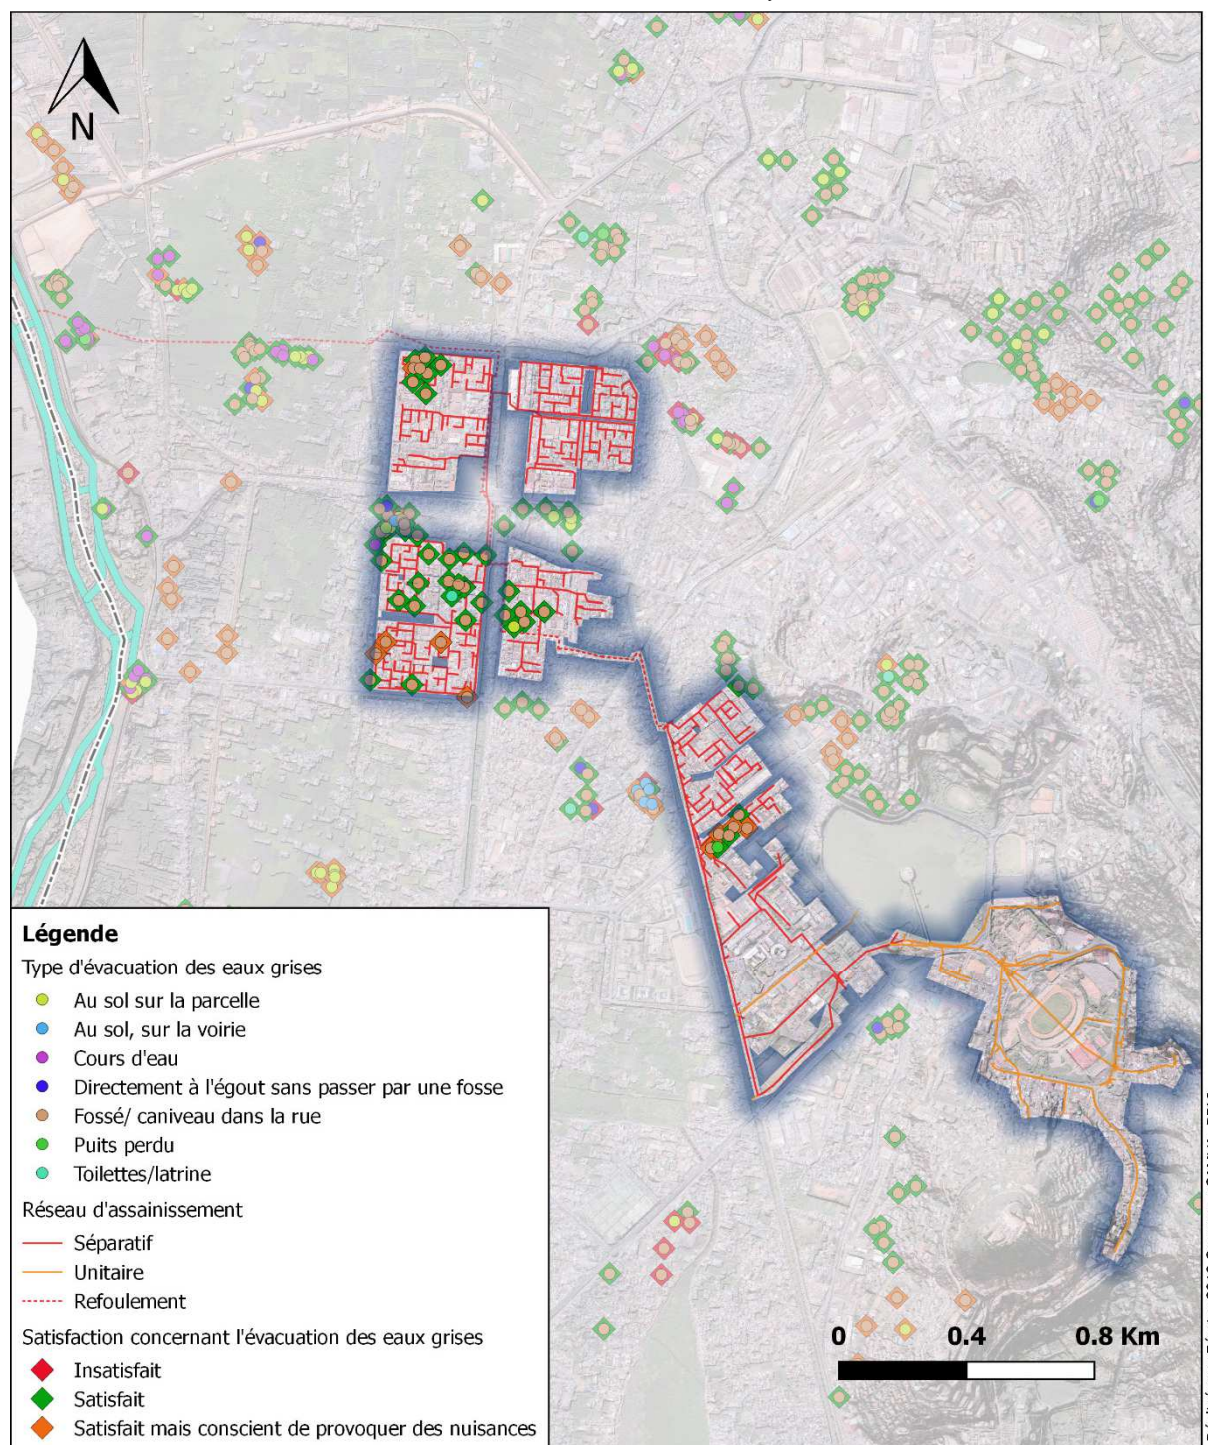 N
Légende
Type d'évacuation des eaux grises
Au sol sur la parcelle
Au sol, sur la voirie
Cours d'eau
Directement à l'égout sans passer par une fosse
Fossé/ caniveau dans la rue
Puits perdu
Toilettes/latrine
Réseau d'assainissement
Séparatif
Unitaire
Refoulement
Satisfaction concernant l'évacuation des eaux grises
Insatisfait
Satisfait
Satisfait mais conscient de provoquer des nuisances
0 0.4 0.8 Km